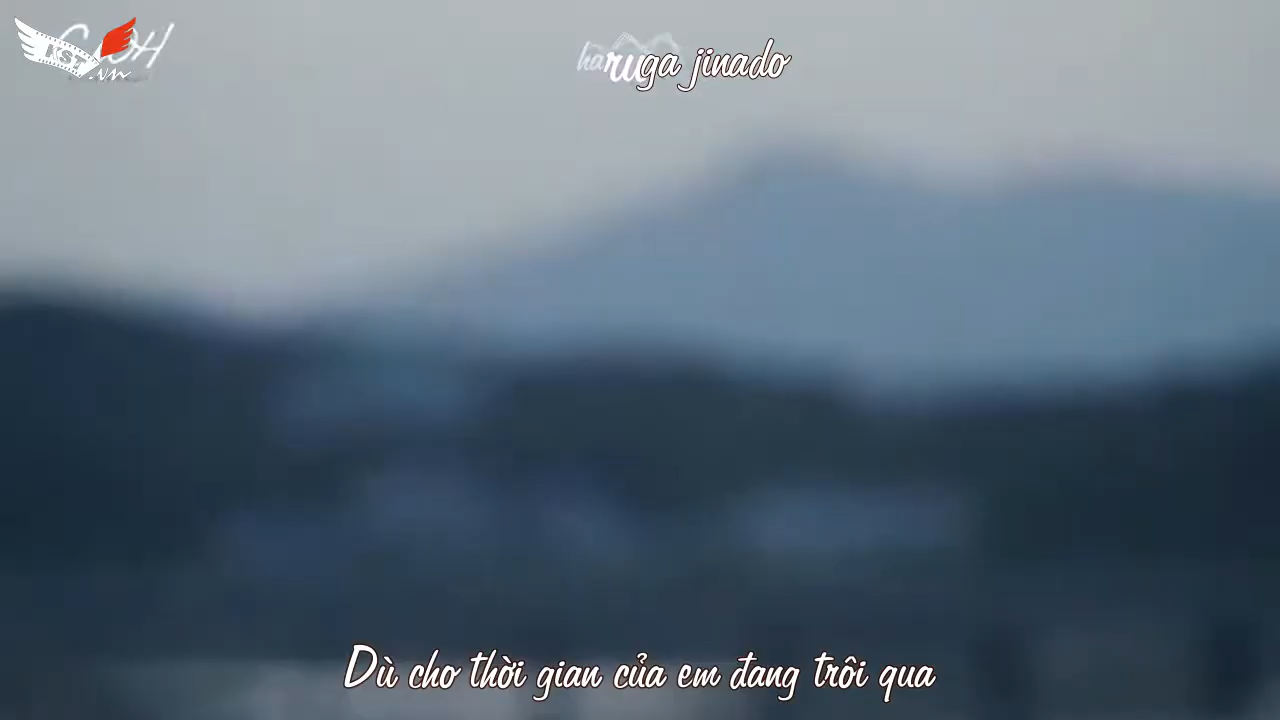 haruga jinado
Dù cho thời gian của em đang trôi qua